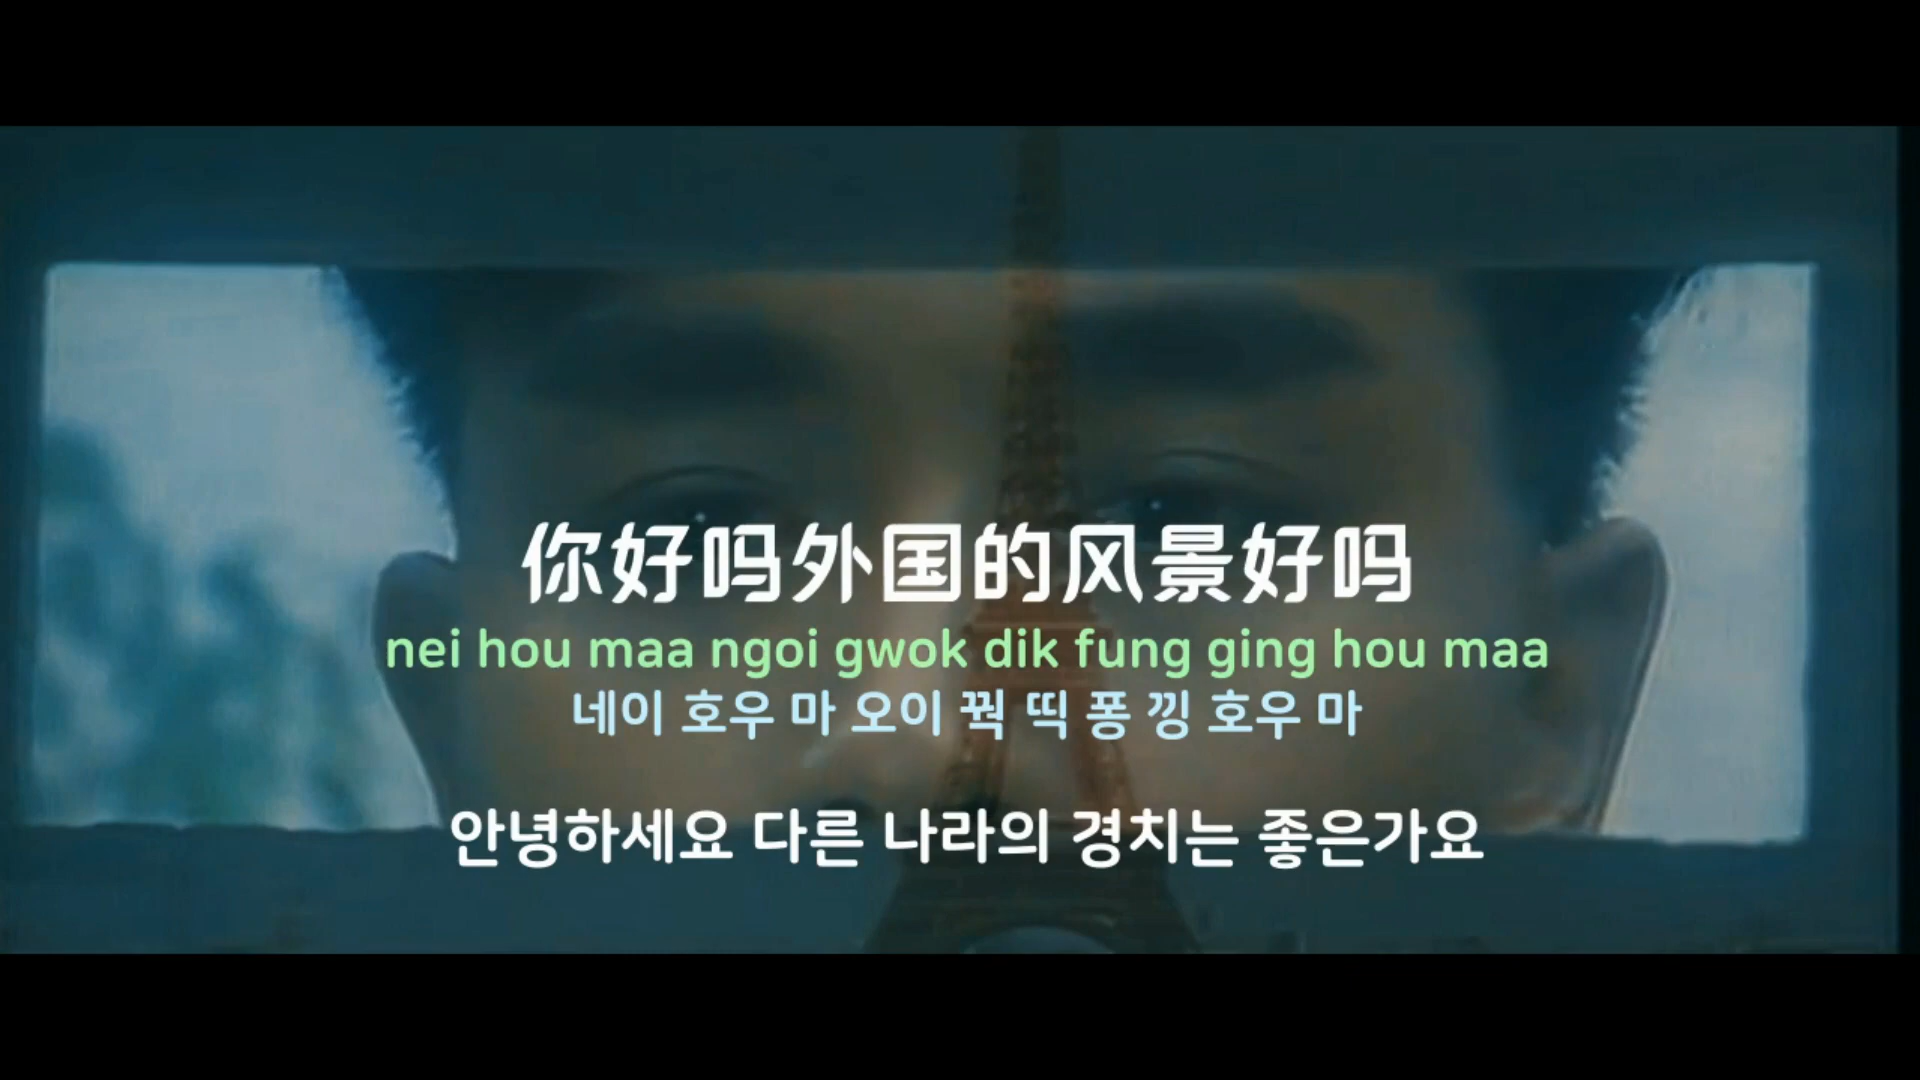 你好吗外国的风景好吗
nei hou maa ngoi gwok dik fung ging hou maa
네이 호우 마 오이 꿕 띡 퐁 낑 호우 마
안녕하세요 다른 나라의 경치는 좋은가요